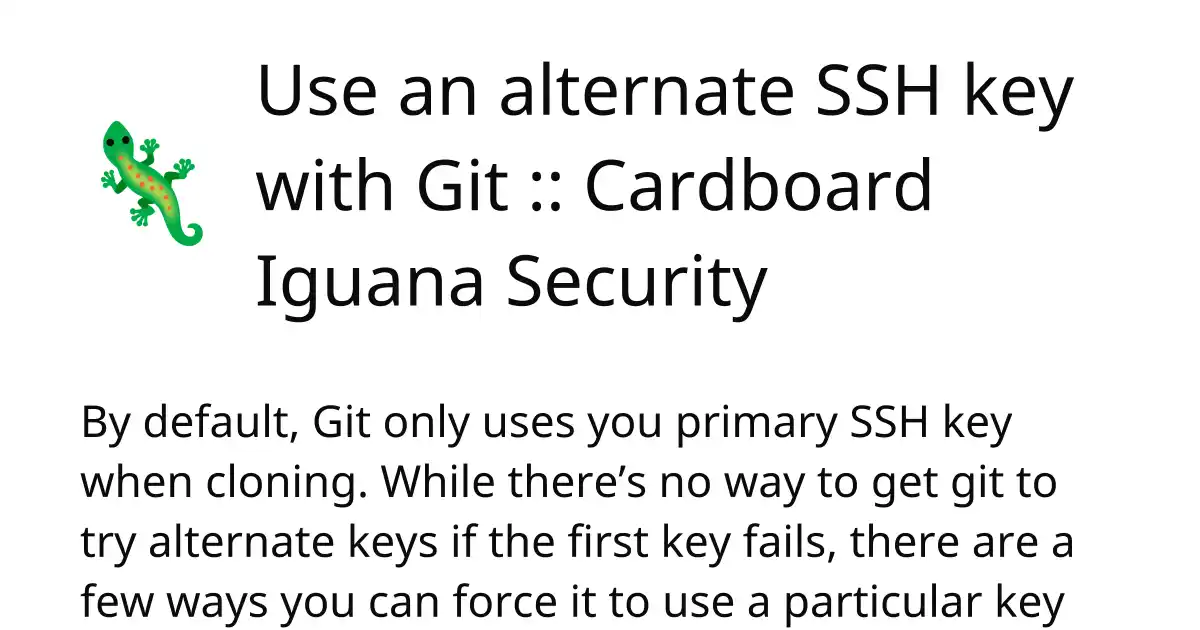 Use an alternate SSH key
with Git :: Cardboard
Iguana Security
By default, Git only uses you primary SSH key
when cloning. While there’s no way to get git to
try alternate keys if the first key fails, there are a
few ways you can force it to use a particular key